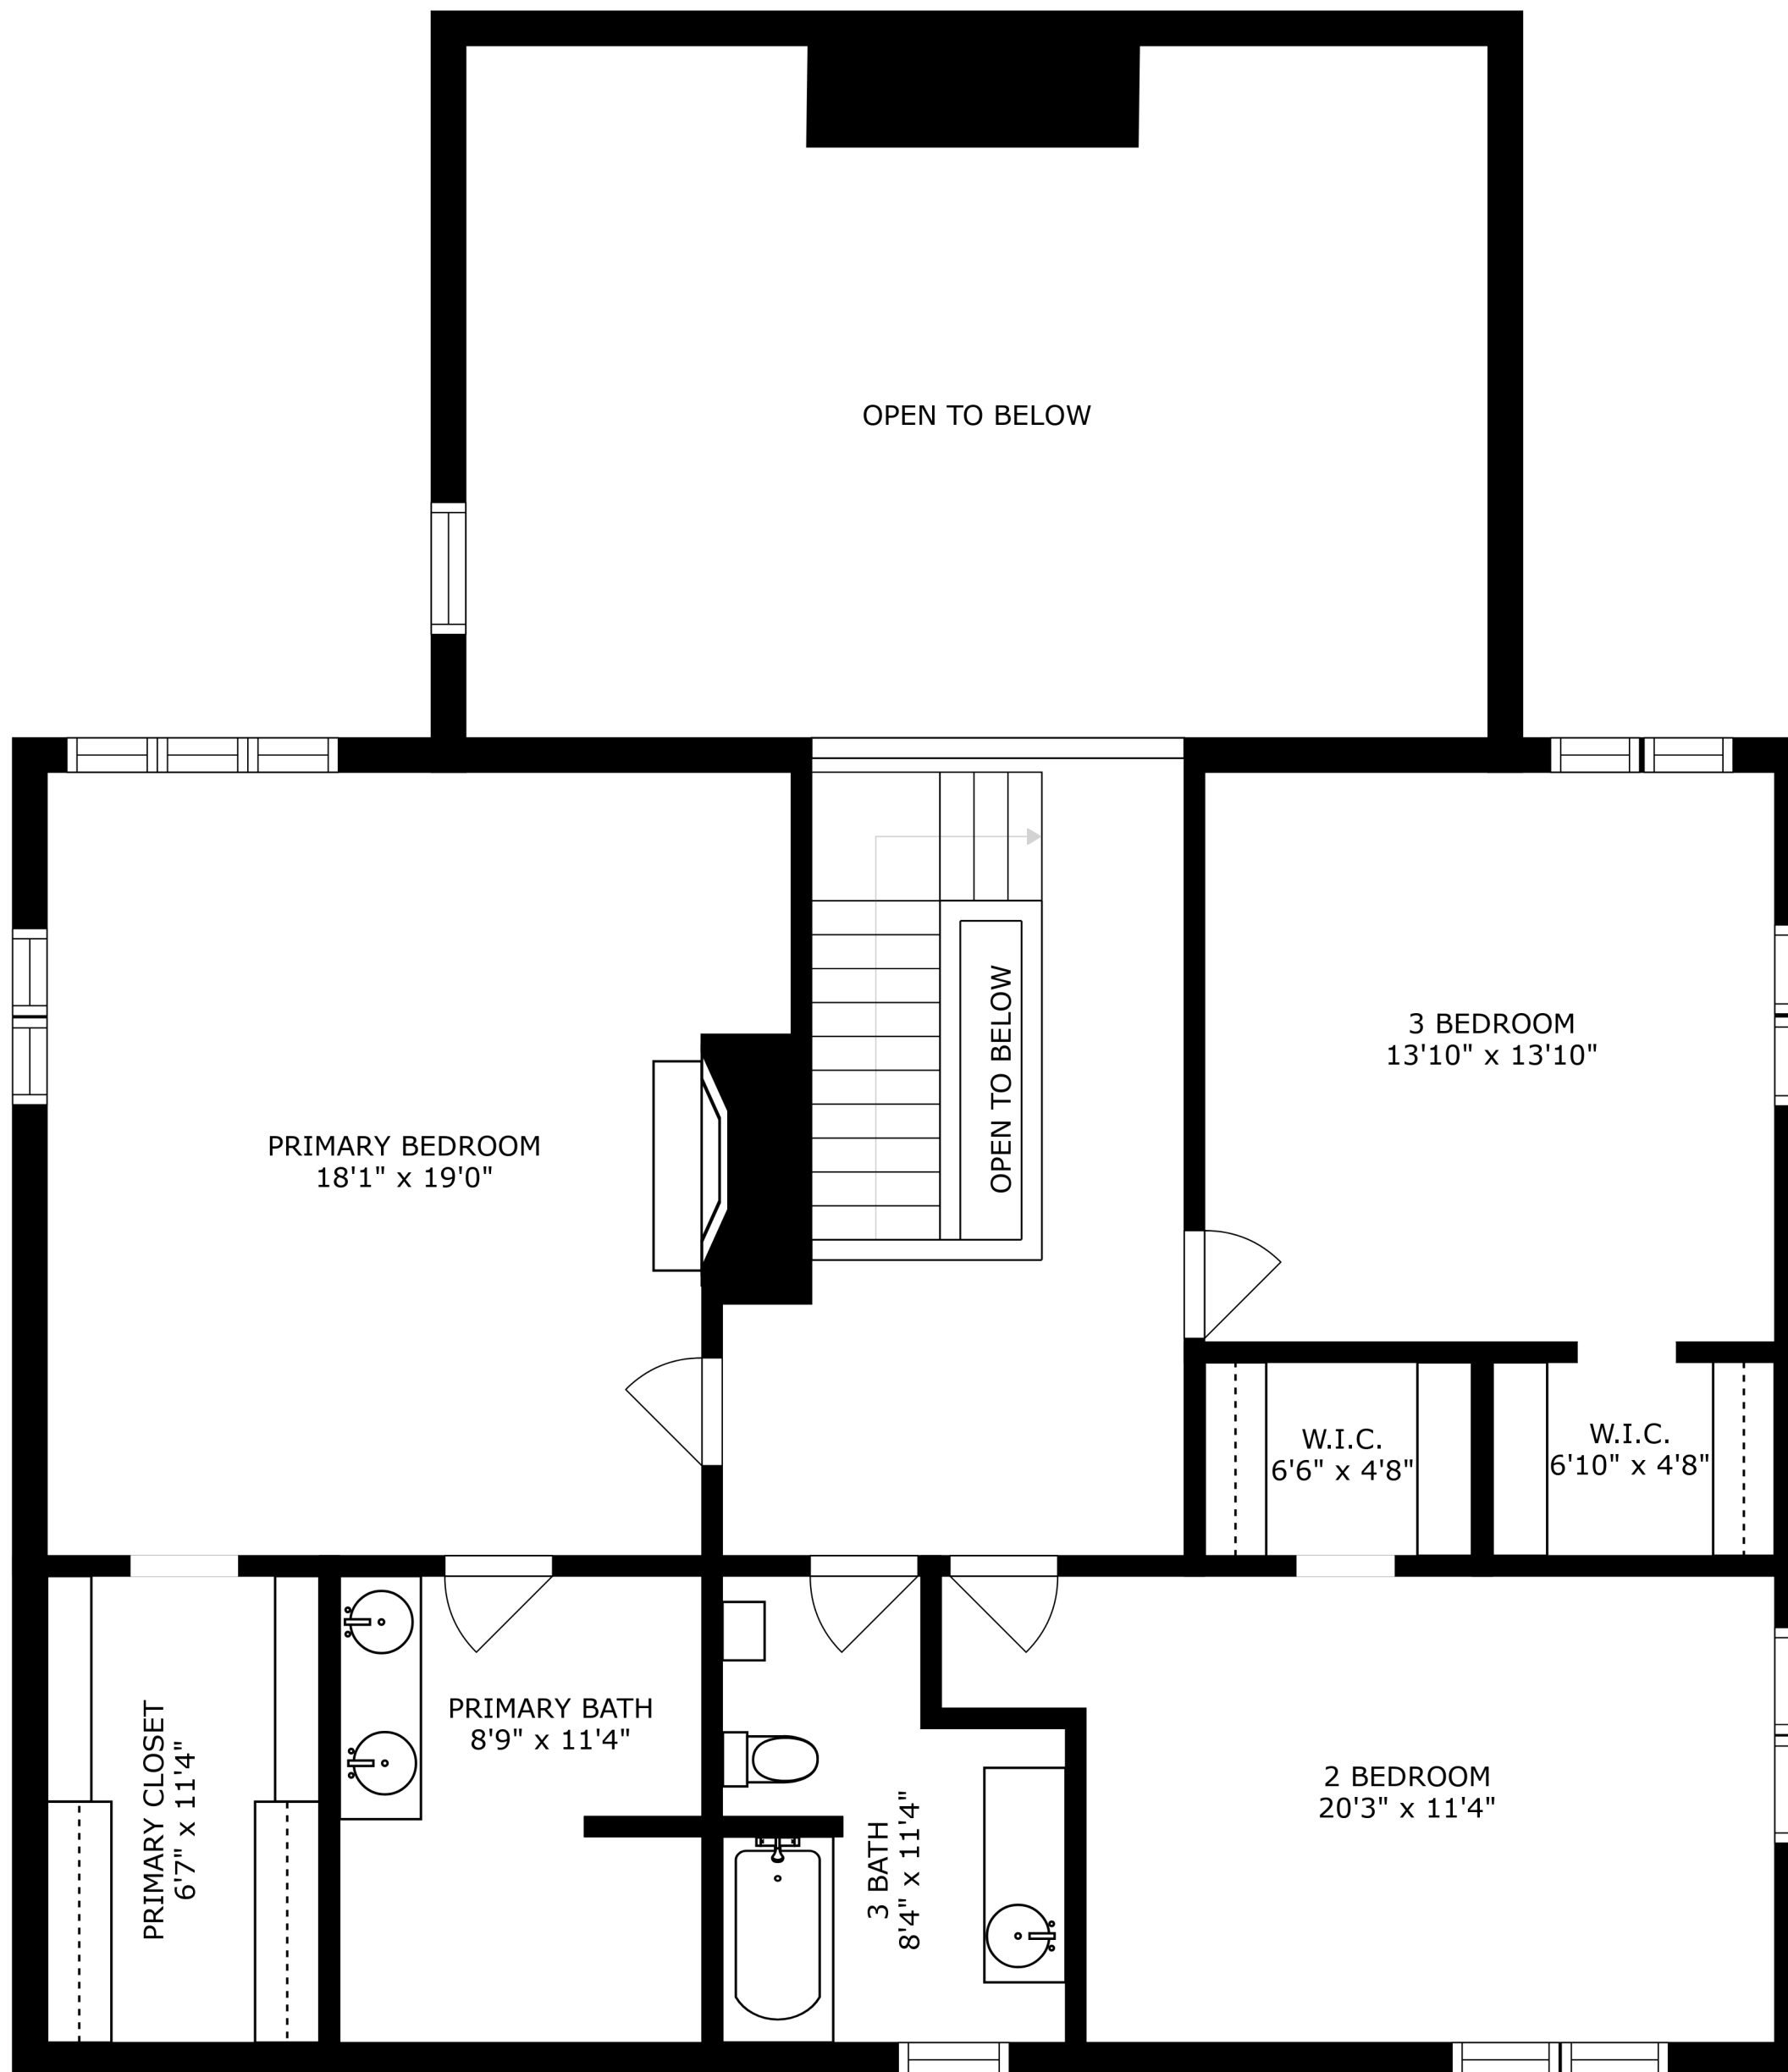 OPEN TO BELOW
OPEN TO BELOW
3 BEDROOM
13'10" x 13'10"
PRIMARY BEDROOM
18'1" x 19'0"
W.I.C.
6'6" x 4'8"
W.I.C.
6'10" x 4'8"
PRIMARY CLOSET
6'7" x 11'4"
PRIMARY BATH
8'9" x 11'4"
3 BATH
8'4" x 11'4"
2 BEDROOM
20'3" x 11'4"